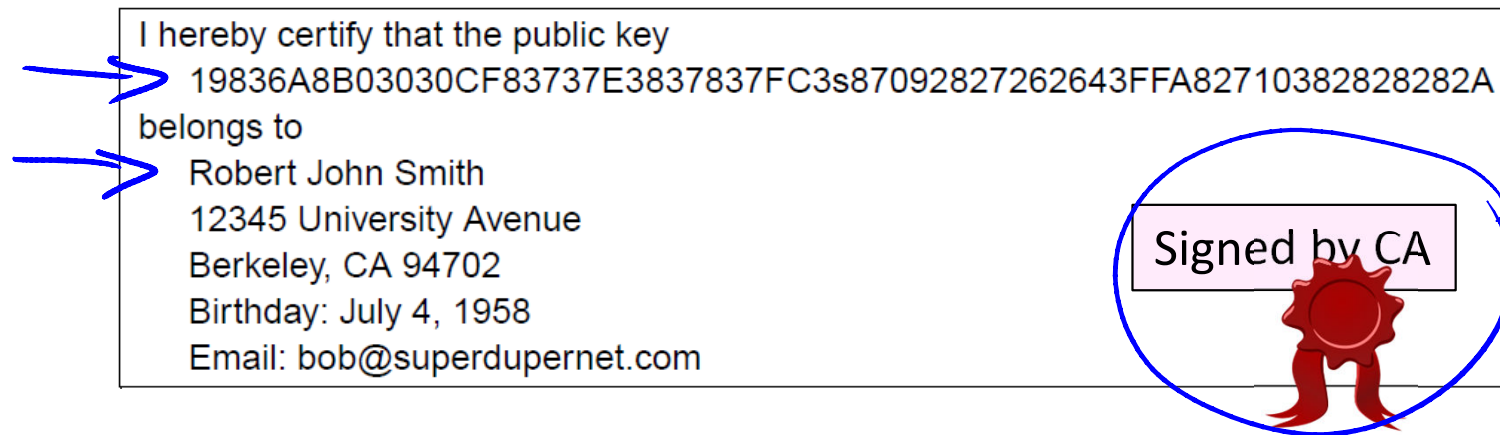 I hereby certify that the public key
19836A8B03030CF83737E3837837FC3s87092827262643FFA82710382828282A
belongs to
Robert John Smith
12345 University Avenue
Berkeley, CA 94702
Birthday: July 4, 1958
Email: bob@superdupernet.com
Signed by CA